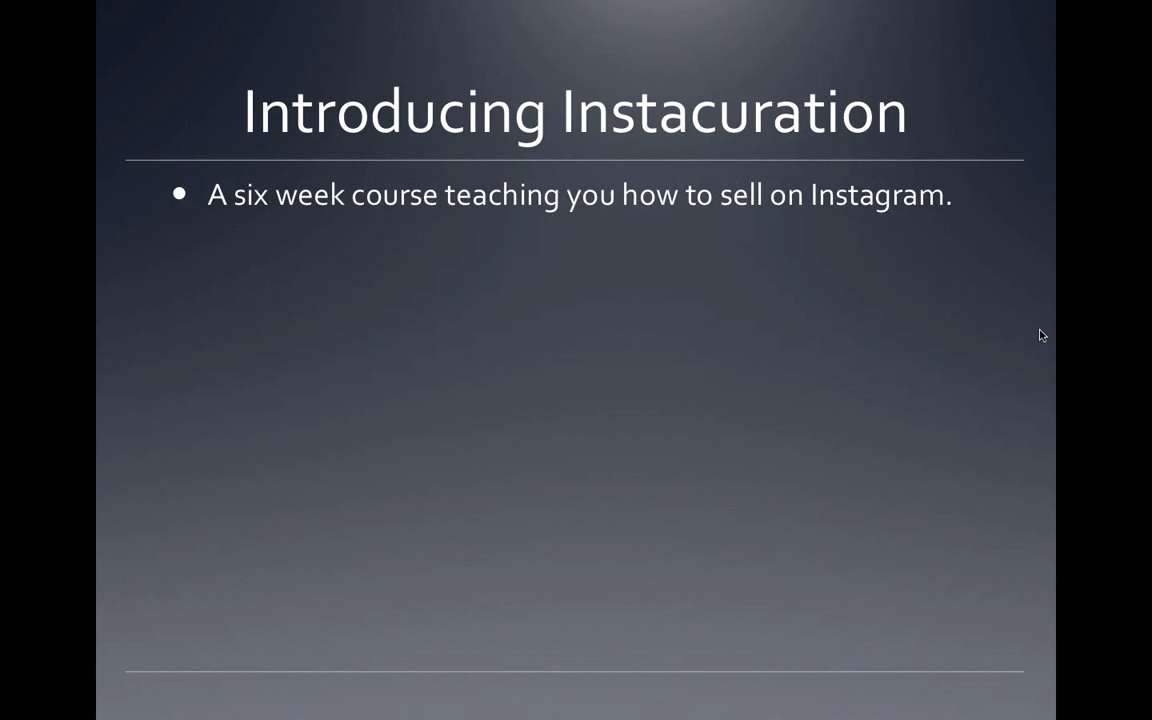 Introducing Instacuration
A six week course teaching you how to sell on Instagram.